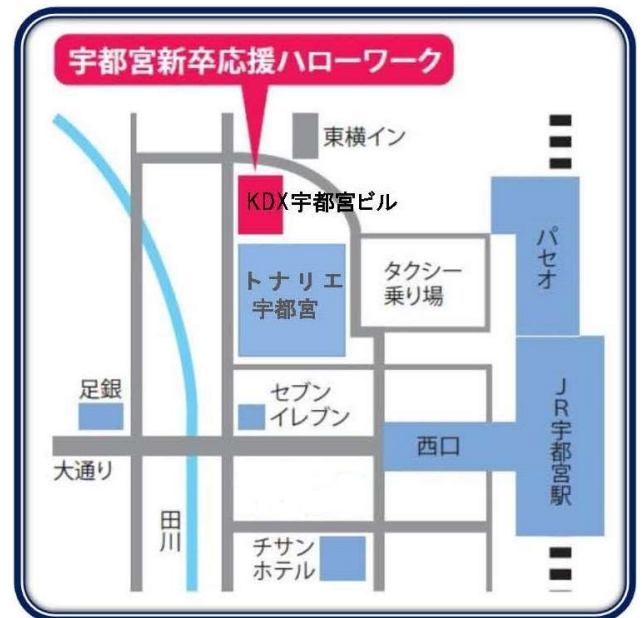 宇都宮新卒応援ハローワーク
東横イン
KDX宇都宮ビル
パセオ
トナリエ
宇都宮
タクシー
乗り場
足銀
セブン
イレブン
JR宇都宮駅
西口
大通り
田川
チサン
ホテル